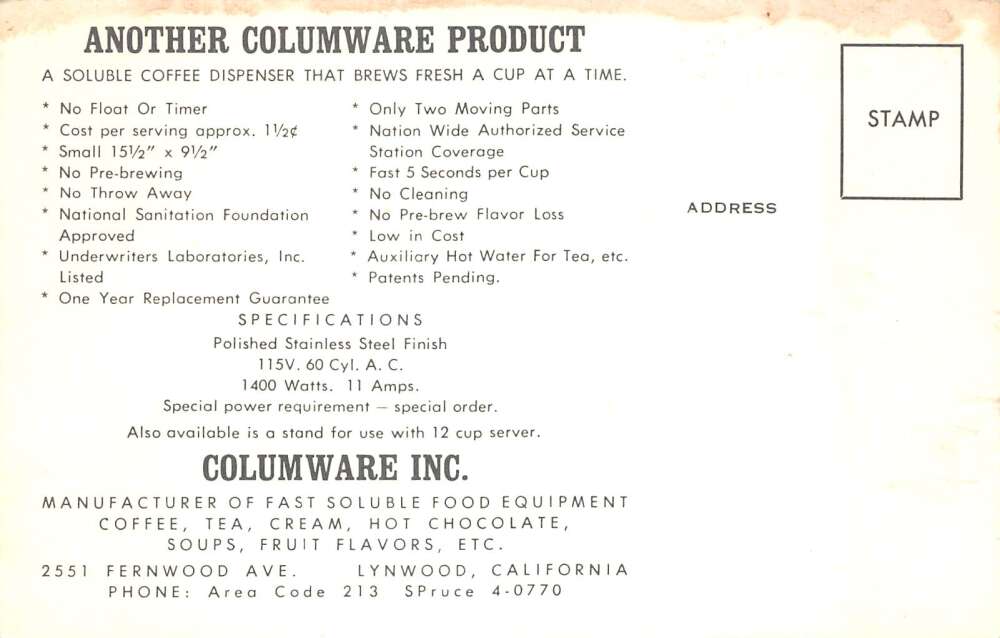 ANOTHER COLUMWARE PRODUCT
A SOLUBLE COFFEE DISPENSER THAT BREWS FRESH A CUP AT A TIME.
* No Float Or Timer
* Cost per serving approx. 1½¢
* Small 15½" x 9½"
* No Pre-brewing
* No Throw Away
* National Sanitation Foundation
Approved
* Underwriters Laboratories, Inc.
Listed
* One Year Replacement Guarantee
* Only Two Moving Parts
* Nation Wide Authorized Service
Station Coverage
* Fast 5 Seconds per Cup
* No Cleaning
* No Pre-brew Flavor Loss
* Low in Cost
* Auxiliary Hot Water For Tea, etc.
* Patents Pending.
SPECIFICATIONS
Polished Stainless Steel Finish
115V. 60 Cyl. A. C.
1400 Watts. 11 Amps.
Special power requirement — special order.
Also available is a stand for use with 12 cup server.
COLUMWARE INC.
MANUFACTURER OF FAST SOLUBLE FOOD EQUIPMENT
COFFEE, TEA, CREAM, HOT CHOCOLATE,
SOUPS, FRUIT FLAVORS, ETC.
2551 FERNWOOD AVE. LYNWOOD, CALIFORNIA
PHONE: Area Code 213 SPruce 4-0770
STAMP
ADDRESS